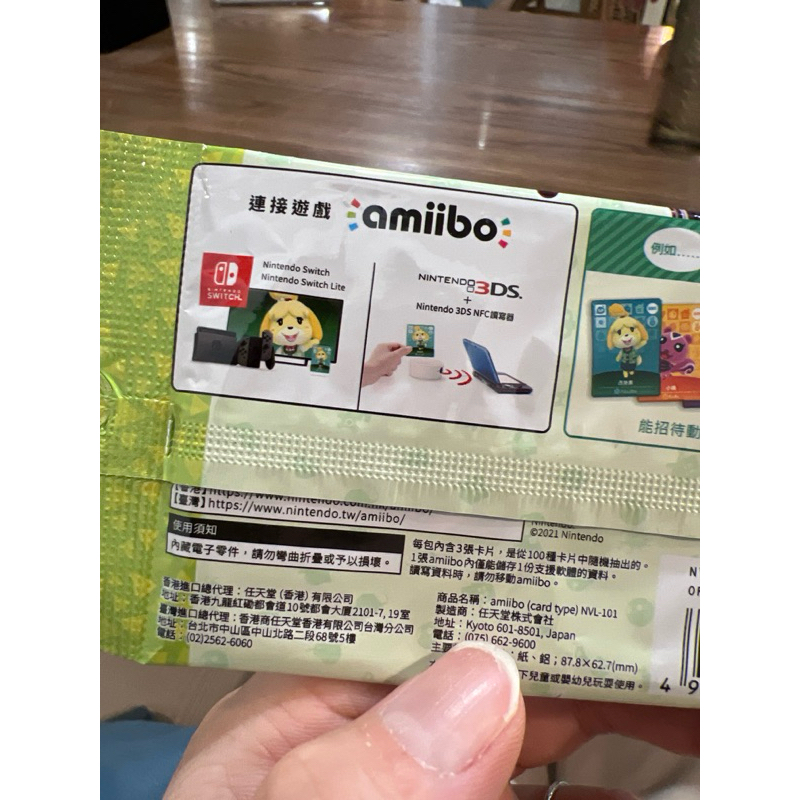 連接遊戲 amiibo
Nintendo Switch
Nintendo Switch Lite
NINTENDO
SWITCH
NINTENDO 3DS
+
Nintendo 3DS NFC讀寫器
例如......
能招待動
[臺灣] https://www.nintendo.tw/amiibo/
Nintendo.
©2021 Nintendo
使用須知
內藏電子零件，請勿彎曲折疊或予以損壞。
每包內含3張卡片，是從100種卡片中隨機抽出的。
1張amiibo內僅能儲存1份支援軟體的資料。
讀寫資料時，請勿移動amiibo。
香港進口總代理：任天堂 (香港) 有限公司
地址：香港九龍紅磡都會道10號都會大廈2101-7, 19室
臺灣進口總代理：香港商任天堂香港有限公司台灣分公司
地址：台北市中山區中山北路二段68號5樓
電話：(02)2562-6060
商品名稱：amiibo (card type) NVL-101
製造商：任天堂株式會社
地址：Kyoto 601-8501, Japan
電話：(075) 662-9600
主要
：紙、鋁；87.8×62.7(mm)
下兒童或嬰幼兒玩耍使用。
4 9